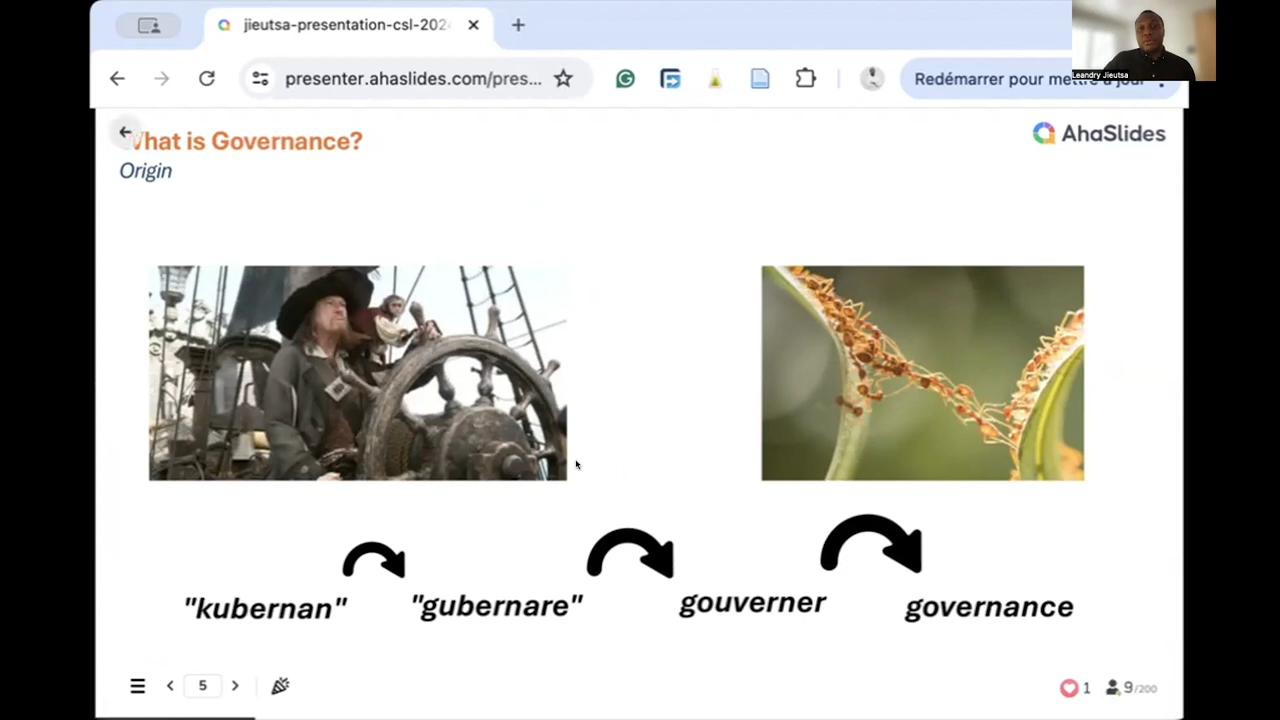 jieutsa-presentation-csl-202
presenter.ahaslides.com/pres...
Redémarrer pour mettre à jour
Leandry Jieutsa
What is Governance?
AhaSlides
Origin
"kubernan"
"gubernare"
gouverner
governance
5
1
9/200